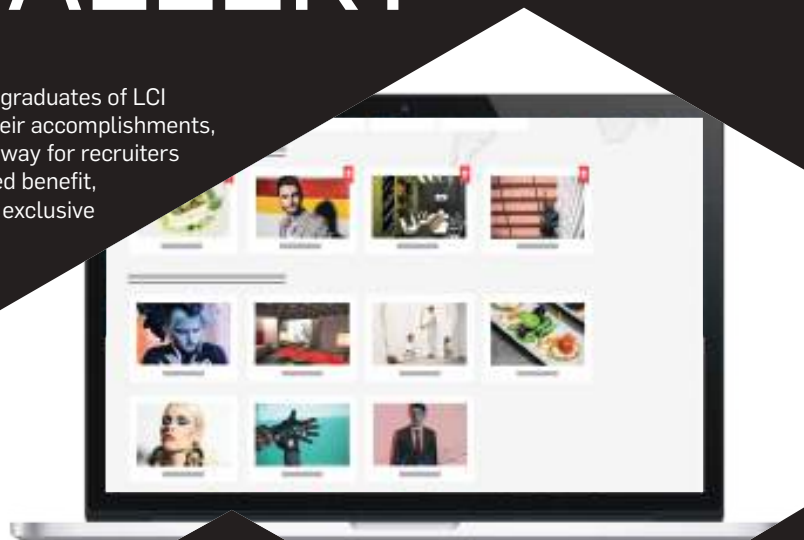 graduates of LCI
eir accomplishments,
way for recruiters
ed benefit,
exclusive